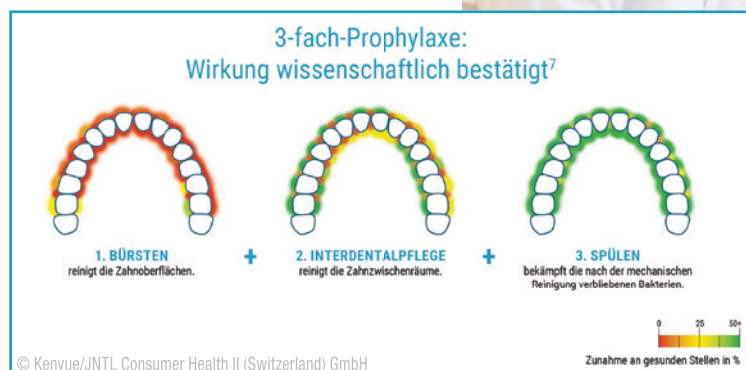 3-fach-Prophylaxe:
Wirkung wissenschaftlich bestätigt7
1. BÜRSTEN
reinigt die Zahnoberflächen.
+
2. INTERDENTALPFLEGE
reinigt die Zahnzwischenräume.
+
3. SPÜLEN
bekämpft die nach der mechanischen
Reinigung verbliebenen Bakterien.
0 25 50+
Zunahme an gesunden Stellen in %
© Kenvue/JNTL Consumer Health II (Switzerland) GmbH